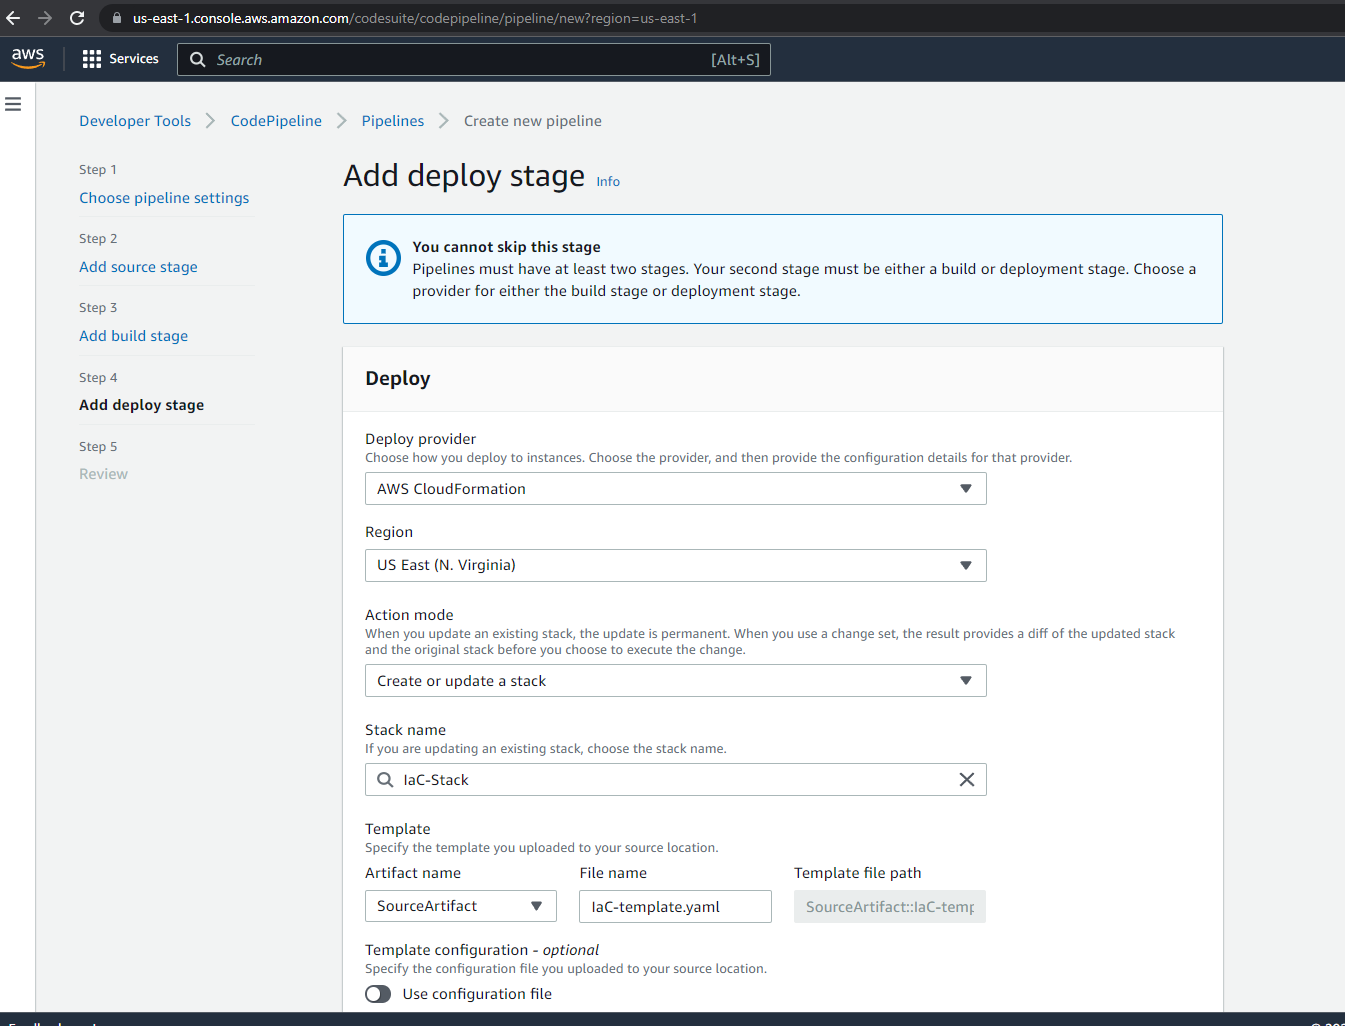 us-east-1.console.aws.amazon.com/codesuite/codepipeline/pipeline/new?region=us-east-1
aws
Services
Search
[Alt+S]
Developer Tools
CodePipeline
Pipelines
Create new pipeline
Step 1
Choose pipeline settings
Step 2
Add source stage
Step 3
Add build stage
Step 4
Add deploy stage
Step 5
Review
Add deploy stage Info
You cannot skip this stage
Pipelines must have at least two stages. Your second stage must be either a build or deployment stage. Choose a
provider for either the build stage or deployment stage.
Deploy
Deploy provider
Choose how you deploy to instances. Choose the provider, and then provide the configuration details for that provider.
AWS CloudFormation
Region
US East (N. Virginia)
Action mode
When you update an existing stack, the update is permanent. When you use a change set, the result provides a diff of the updated stack
and the original stack before you choose to execute the change.
Create or update a stack
Stack name
If you are updating an existing stack, choose the stack name.
IaC-Stack
Template
Specify the template you uploaded to your source location.
Artifact name
File name
Template file path
SourceArtifact
IaC-template.yaml
SourceArtifact::IaC-temp
Template configuration - optional
Specify the configuration file you uploaded to your source location.
Use configuration file